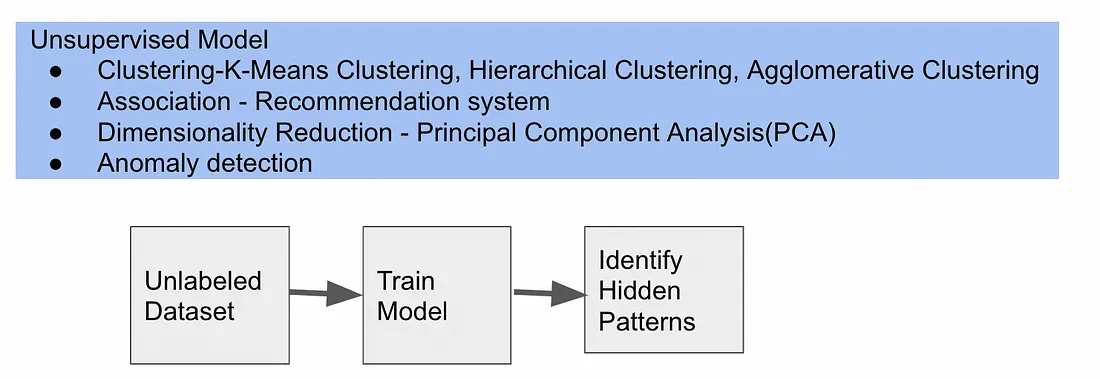 Unsupervised Model
● Clustering-K-Means Clustering, Hierarchical Clustering, Agglomerative Clustering
● Association - Recommendation system
● Dimensionality Reduction - Principal Component Analysis(PCA)
● Anomaly detection
Unlabeled
Dataset
Train
Model
Identify
Hidden
Patterns